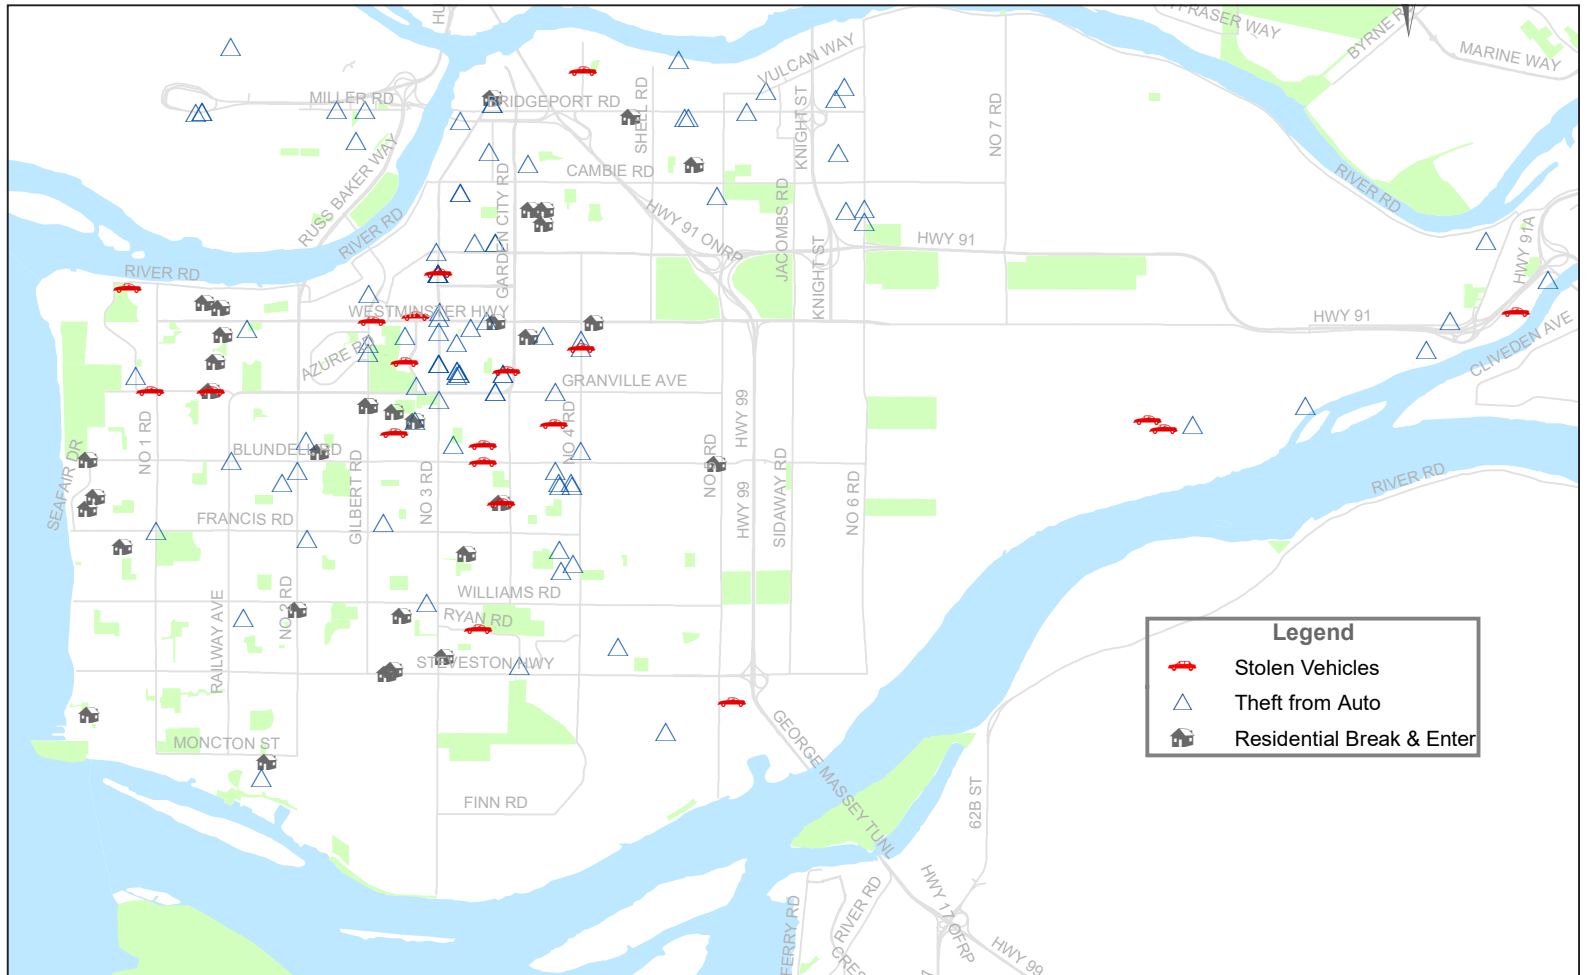 HU
FRASER WAY
BYRNE RD
MARINE WAY
VULCAN WAY
MILLER RD
BRIDGEPORT RD
SHELL RD
KNIGHT ST
NO 7 RD
RUSS BAKER WAY
CAMBIE RD
RIVER RD
GARDEN CITY RD
JACOMBS RD
RIVER RD
HWY 91 ONRP
HWY 91
HWY 91A
RIVER RD
KNIGHT ST
WESTMINSTER HWY
HWY 91
AZURE RD
CLIVEDEN AVE
GRANVILLE AVE
NO 1 RD
NO 4 RD
HWY 99
BLUNDELL RD
SEAFAIR DR
GILBERT RD
NO 3 RD
NO 5 RD
HWY 99
SIDAWAY RD
NO 6 RD
RIVER RD
FRANCIS RD
WILLIAMS RD
RAILWAY AVE
NO 2 RD
RYAN RD
STEVESTON HWY
Legend
Stolen Vehicles
Theft from Auto
Residential Break & Enter
MONCTON ST
GEORGE MASSEY TUNL
FINN RD
62B ST
HWY 17 OFRP
RIVER RD
FERRY RD
CRES
HWY 99